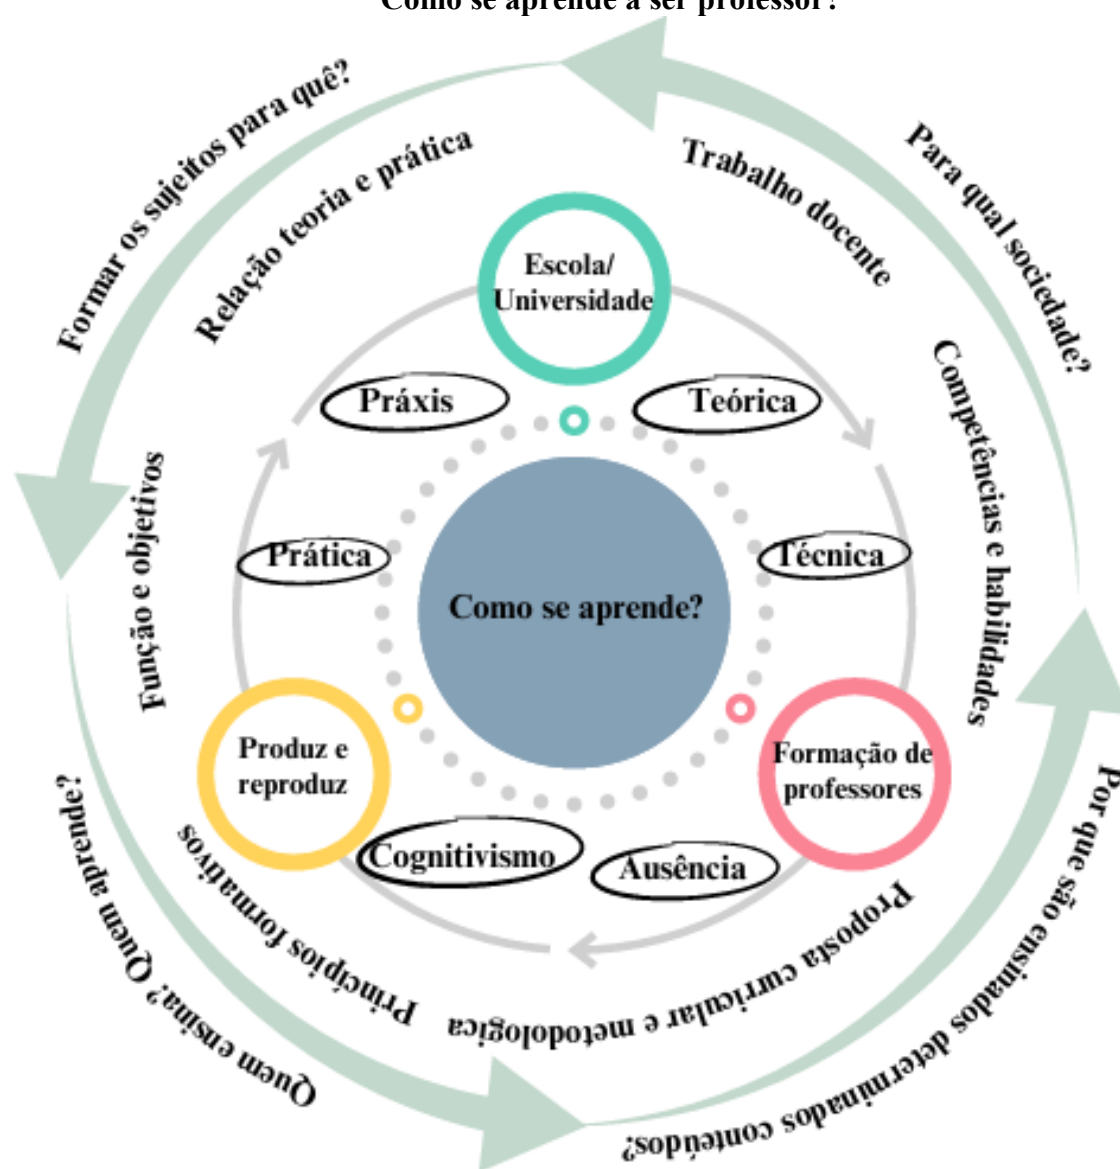 Como se aprende a ser professor?
Formar os sujeitos para quê?
Para qual sociedade?
Relação teoria e prática
Trabalho docente
Escola/
Universidade
Práxis
Teórica
Competências e habilidades
Função e objetivos
Prática
Técnica
Como se aprende?
Produz e
reproduz
Formação de
professores
Cognitivismo
Ausência
Princípios formativos
Proposta curricular e metodologica
Quem ensina? Quem aprende?
Por que são ensinados determinados conteúdos?